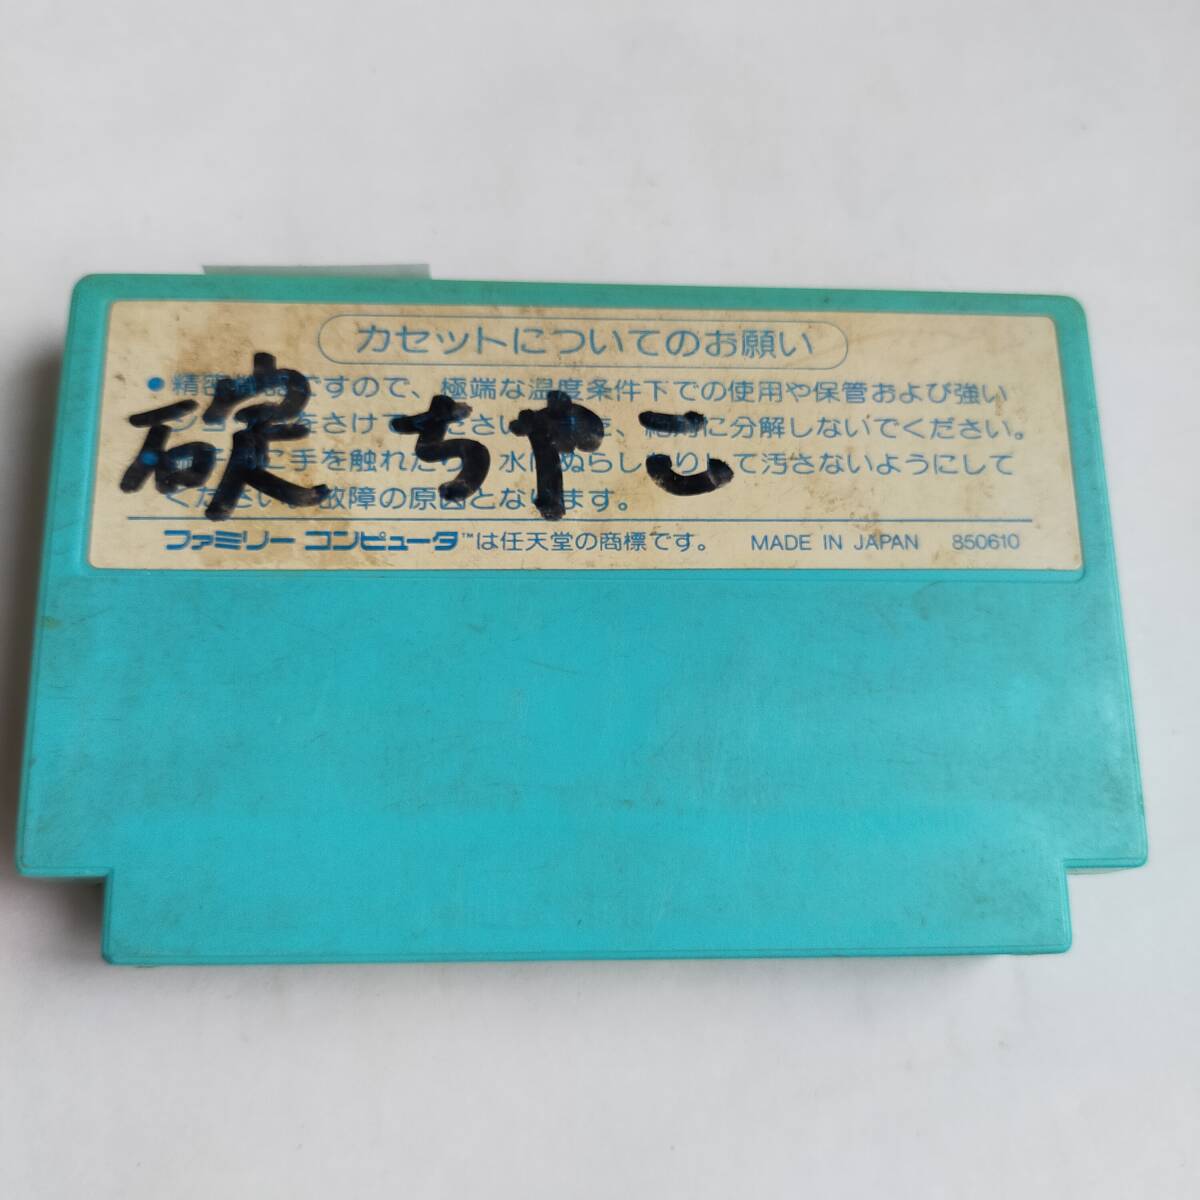 カセットについてのお願い
●精密機器ですので、極端な温度条件下での使用や保管および強い
ショックをさけてください。また、絶対に分解しないでください。
●端子部に手を触れたり、水にぬらしたりして汚さないようにして
ください。故障の原因となります。
碇 ちやこ
ファミリーコンピュータ™は任天堂の商標です。 MADE IN JAPAN 850610